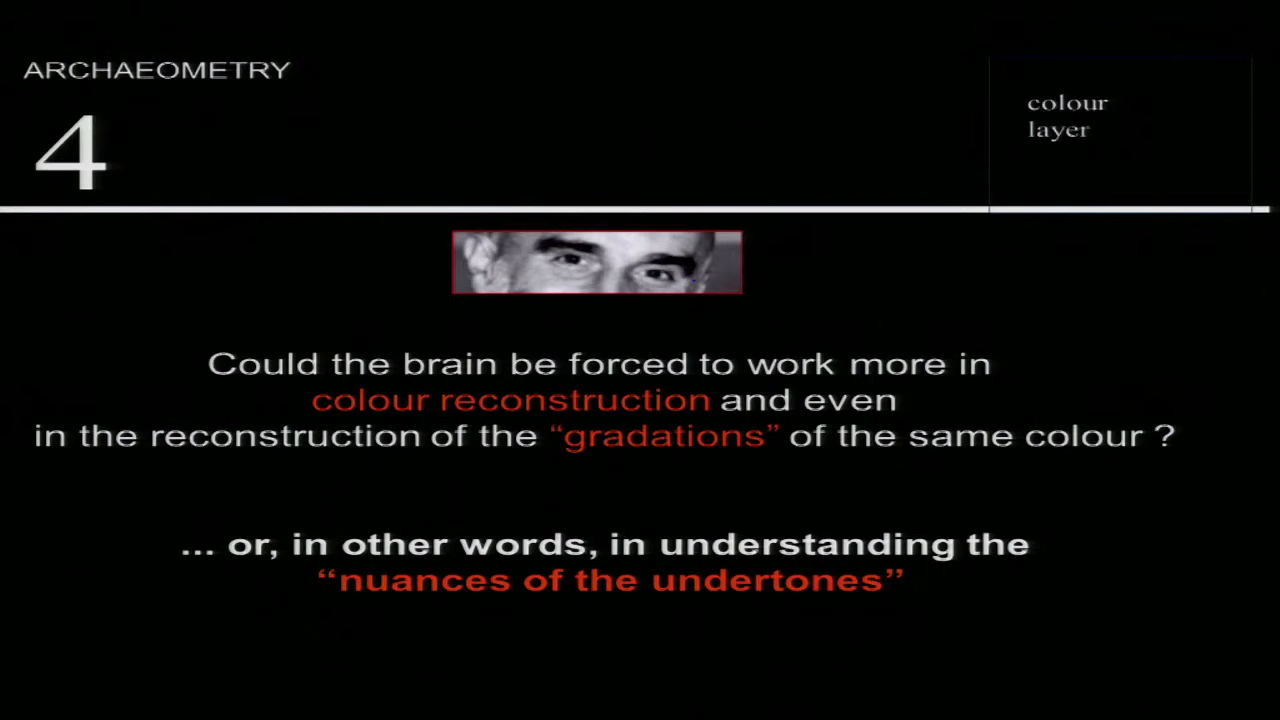 ARCHAEOMETRY
4
colour
layer
Could the brain be forced to work more in
colour reconstruction and even
in the reconstruction of the “gradations” of the same colour ?
... or, in other words, in understanding the
“nuances of the undertones”